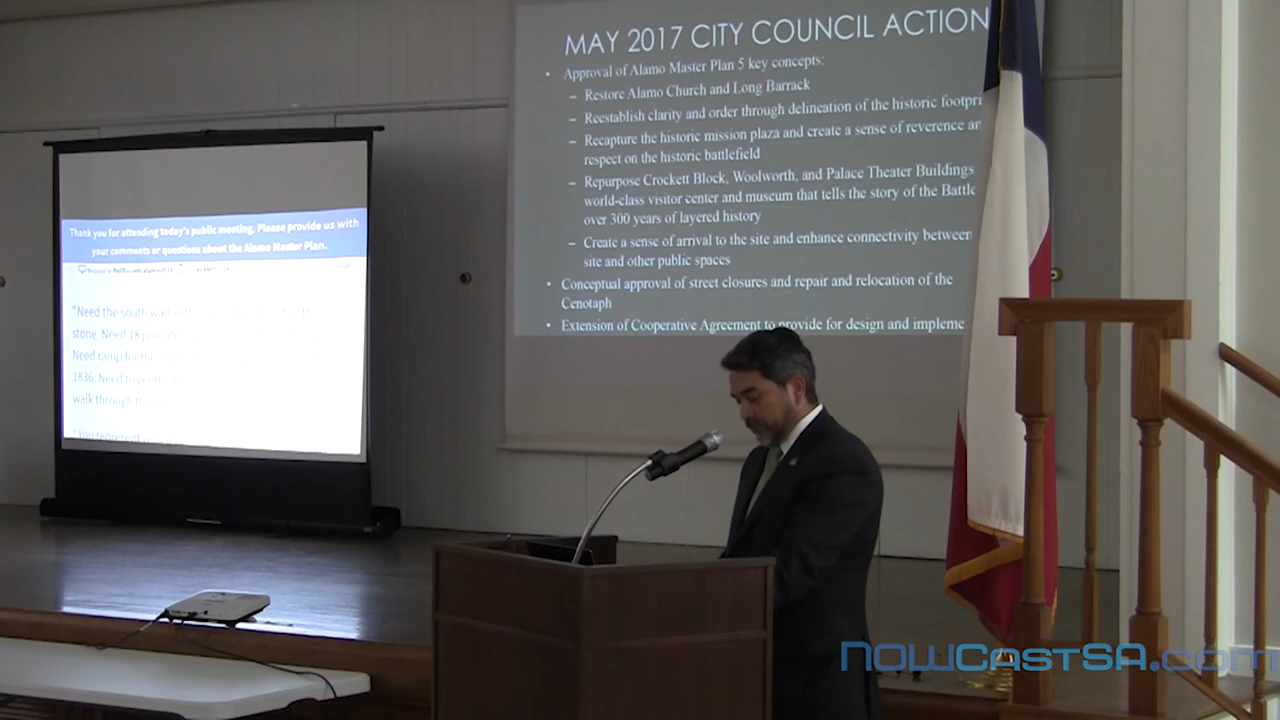 MAY 2017 CITY COUNCIL ACTION
• Approval of Alamo Master Plan 5 key concepts:
– Restore Alamo Church and Long Barrack
– Reestablish clarity and order through delineation of the historic footpri
– Recapture the historic mission plaza and create a sense of reverence an
respect on the historic battlefield
– Repurpose Crockett Block, Woolworth, and Palace Theater Buildings
world-class visitor center and museum that tells the story of the Battle
over 300 years of layered history
– Create a sense of arrival to the site and enhance connectivity between
site and other public spaces
• Conceptual approval of street closures and repair and relocation of the
Cenotaph
• Extension of Cooperative Agreement to provide for design and impleme
Thank you for attending today's public meeting. Please provide us with
your comments or questions about the Alamo Master Plan.
"Need the south wall
stone. Need 18
Need ramp for
1836. Need to
walk through
"You represent
NOWCastSA.com